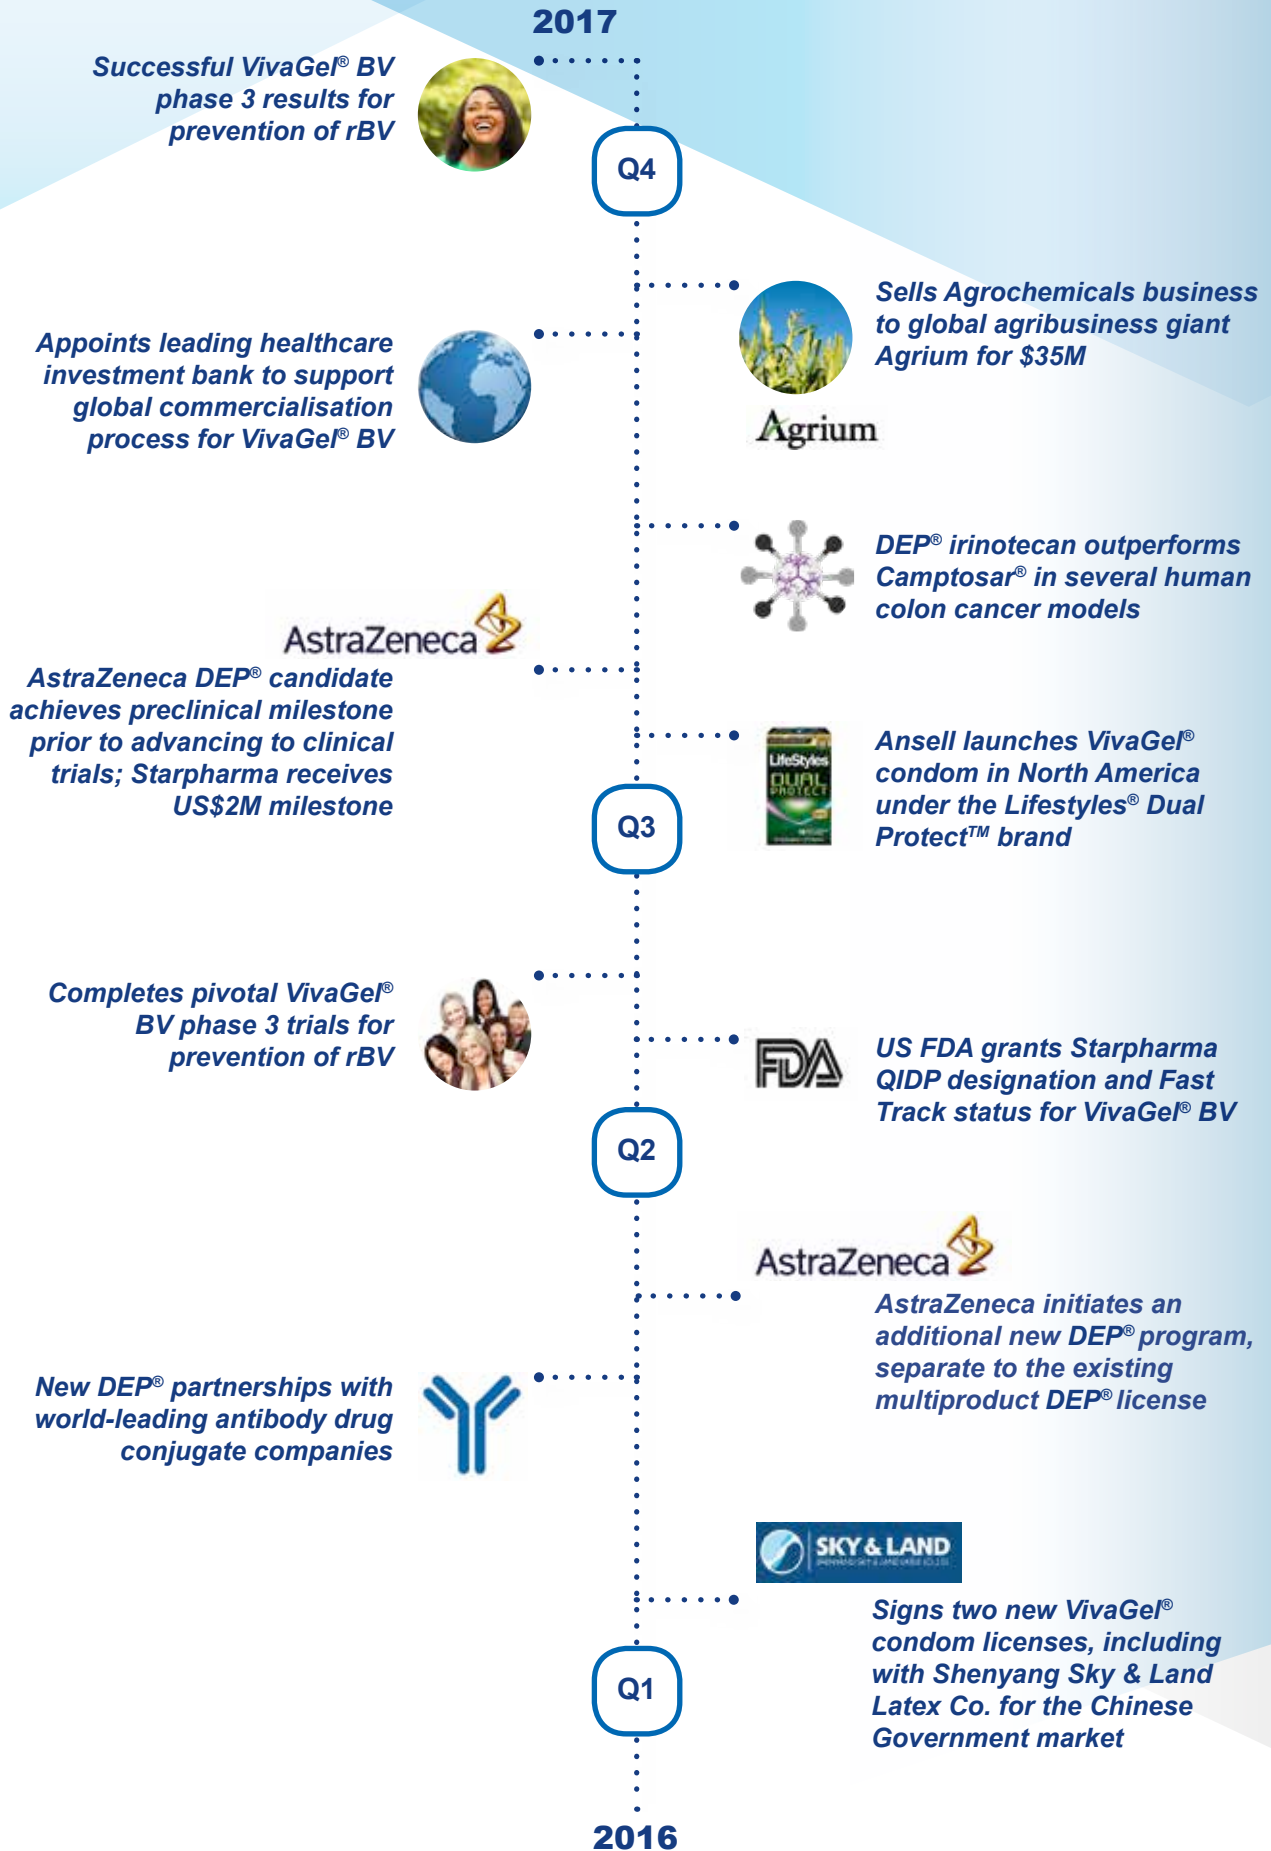 2017
Successful VivaGel® BV
phase 3 results for
prevention of rBV
Q4
Sells Agrochemicals business
to global agribusiness giant
Agrium for $35M
Agrium
Appoints leading healthcare
investment bank to support
global commercialisation
process for VivaGel® BV
DEP® irinotecan outperforms
Camptosar® in several human
colon cancer models
AstraZeneca
AstraZeneca DEP® candidate
achieves preclinical milestone
prior to advancing to clinical
trials; Starpharma receives
US$2M milestone
LifeStyles
DUAL
PROTECT
Ansell launches VivaGel®
condom in North America
under the Lifestyles® Dual
Protect™ brand
Q3
Completes pivotal VivaGel®
BV phase 3 trials for
prevention of rBV
FDA
US FDA grants Starpharma
QIDP designation and Fast
Track status for VivaGel® BV
Q2
AstraZeneca
AstraZeneca initiates an
additional new DEP® program,
separate to the existing
multiproduct DEP® license
New DEP® partnerships with
world-leading antibody drug
conjugate companies
SKY & LAND
Signs two new VivaGel®
condom licenses, including
with Shenyang Sky & Land
Latex Co. for the Chinese
Government market
Q1
2016